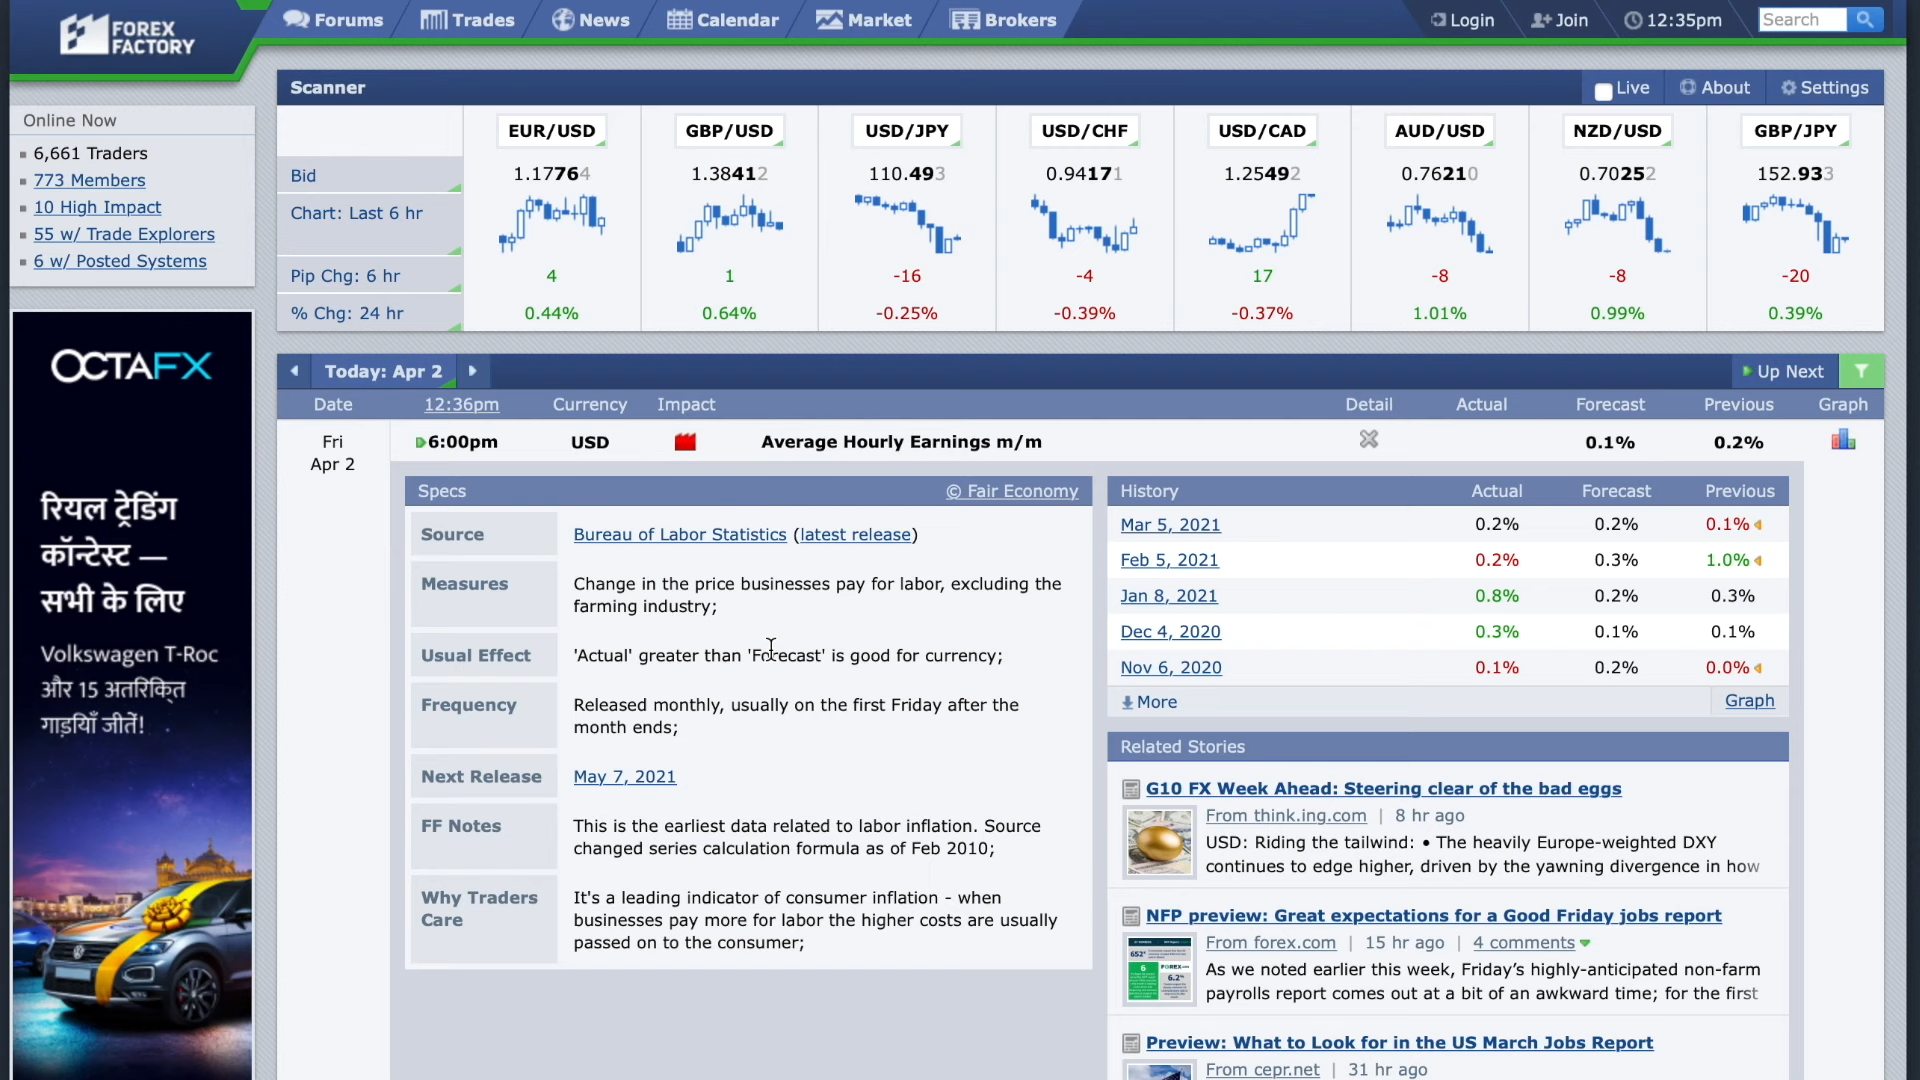 FOREX
FACTORY
Forums
Trades
News
Calendar
Market
Brokers
Login
Join
12:35pm
Search
Online Now
6,661 Traders
773 Members
10 High Impact
55 w/ Trade Explorers
6 w/ Posted Systems
Scanner
Live
About
Settings
EUR/USD GBP/USD USD/JPY USD/CHF USD/CAD AUD/USD NZD/USD GBP/JPY
Bid 1.17764 1.38412 110.493 0.94171 1.25492 0.76210 0.70252 152.933
Chart: Last 6 hr
Pip Chg: 6 hr 4 1 -16 -4 17 -8 -8 -20
% Chg: 24 hr 0.44% 0.64% -0.25% -0.39% -0.37% 1.01% 0.99% 0.39%
OCTAFX
रियल ट्रेडिंग
कॉन्टेस्ट —
सभी के लिए
Volkswagen T-Roc
और 15 अतिरिक्त
गाड़ियाँ जीतें!
Today: Apr 2
Up Next
Date 12:36pm Currency Impact Detail Actual Forecast Previous Graph
Fri 6:00pm USD Average Hourly Earnings m/m 0.1% 0.2%
Apr 2
Specs © Fair Economy
Source Bureau of Labor Statistics (latest release)
Measures Change in the price businesses pay for labor, excluding the
farming industry;
Usual Effect 'Actual' greater than 'Forecast' is good for currency;
Frequency Released monthly, usually on the first Friday after the
month ends;
Next Release May 7, 2021
FF Notes This is the earliest data related to labor inflation. Source
changed series calculation formula as of Feb 2010;
Why Traders It's a leading indicator of consumer inflation - when
Care businesses pay more for labor the higher costs are usually
passed on to the consumer;
History Actual Forecast Previous
Mar 5, 2021 0.2% 0.2% 0.1%
Feb 5, 2021 0.2% 0.3% 1.0%
Jan 8, 2021 0.8% 0.2% 0.3%
Dec 4, 2020 0.3% 0.1% 0.1%
Nov 6, 2020 0.1% 0.2% 0.0%
More Graph
Related Stories
G10 FX Week Ahead: Steering clear of the bad eggs
From think.ing.com | 8 hr ago
USD: Riding the tailwind: • The heavily Europe-weighted DXY
continues to edge higher, driven by the yawning divergence in how
NFP preview: Great expectations for a Good Friday jobs report
From forex.com | 15 hr ago | 4 comments
As we noted earlier this week, Friday’s highly-anticipated non-farm
payrolls report comes out at a bit of an awkward time; for the first
Preview: What to Look for in the US March Jobs Report
From cepr.net | 31 hr ago